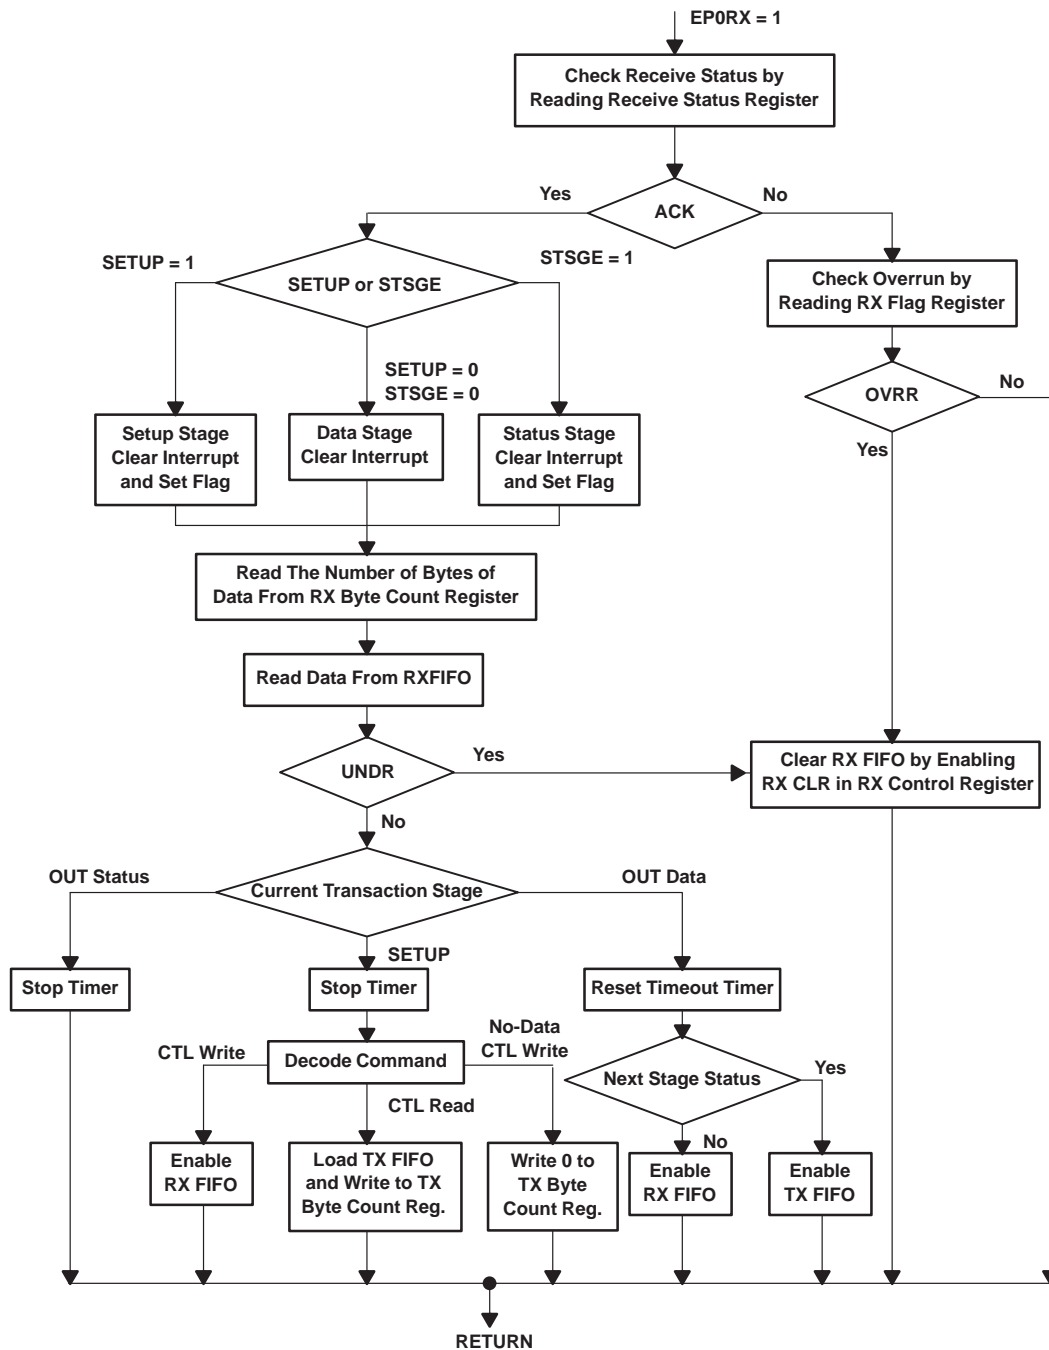 EP0RX = 1
Check Receive Status by
Reading Receive Status Register
Yes
No
ACK
SETUP = 1
STSGE = 1
SETUP or STSGE
Check Overrun by
Reading RX Flag Register
SETUP = 0
STSGE = 0
OVRR
No
Yes
Setup Stage
Clear Interrupt
and Set Flag
Data Stage
Clear Interrupt
Status Stage
Clear Interrupt
and Set Flag
Read The Number of Bytes of
Data From RX Byte Count Register
Read Data From RXFIFO
UNDR
Yes
Clear RX FIFO by Enabling
RX CLR in RX Control Register
No
OUT Status
Current Transaction Stage
OUT Data
SETUP
Stop Timer
Stop Timer
Reset Timeout Timer
CTL Write
Decode Command
No-Data
CTL Write
Next Stage Status
Yes
CTL Read
No
Enable
RX FIFO
Load TX FIFO
and Write to TX
Byte Count Reg.
Write 0 to
TX Byte
Count Reg.
Enable
RX FIFO
Enable
TX FIFO
RETURN